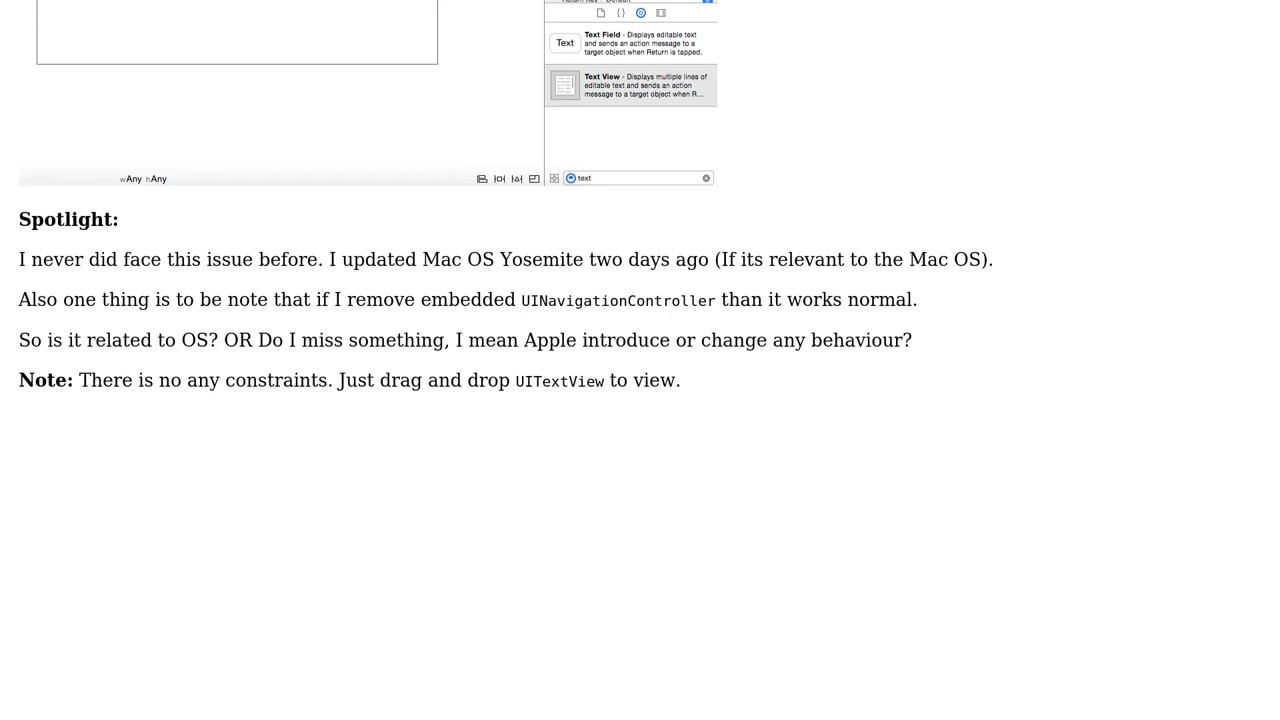 Text
Text Field - Displays editable text
and sends an action message to a
target object when Return is tapped.
Text View - Displays multiple lines of
editable text and sends an action
message to a target object when R...
wAny hAny
text
Spotlight:
I never did face this issue before. I updated Mac OS Yosemite two days ago (If its relevant to the Mac OS).
Also one thing is to be note that if I remove embedded UINavigationController than it works normal.
So is it related to OS? OR Do I miss something, I mean Apple introduce or change any behaviour?
Note: There is no any constraints. Just drag and drop UITextView to view.